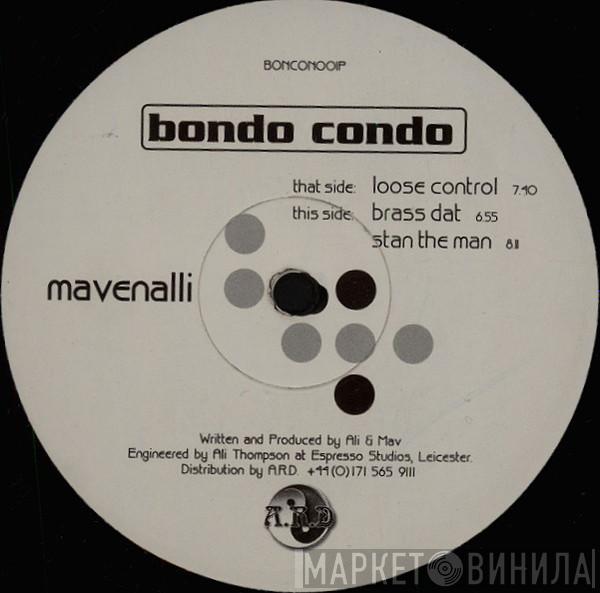 BONCON001P
bondo condo
that side: loose control 7.40
this side: brass dat 6.55
stan the man 8.11
mavenalli
Written and Produced by Ali & Mav
Engineered by Ali Thompson at Espresso Studios, Leicester.
Distribution by A.R.D. +44 (0) 171 565 9111
A.R.D
МАРКЕТ ВИНИЛА